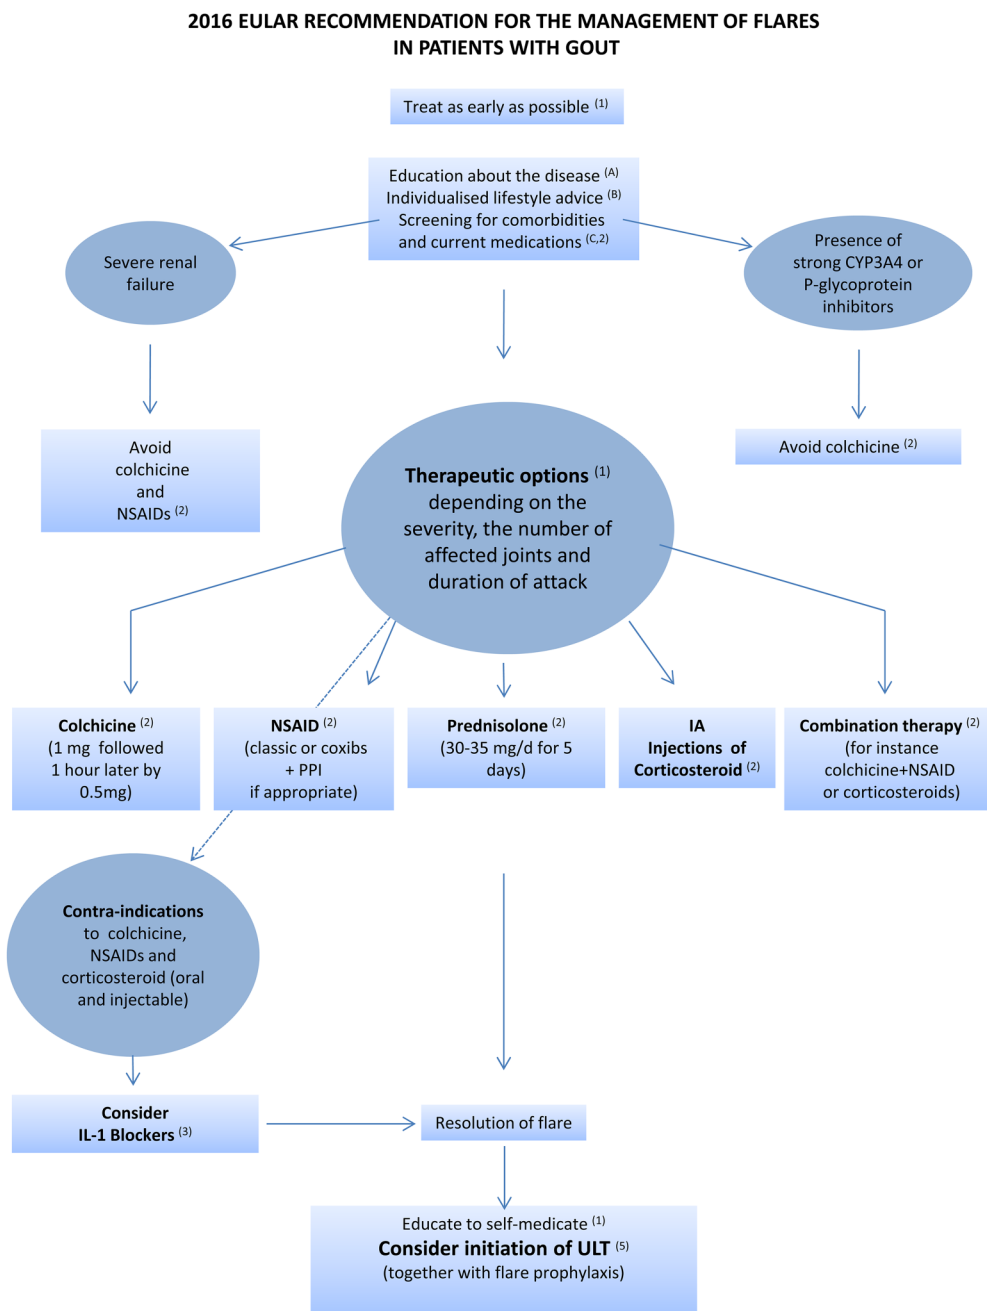 2016 EULAR RECOMMENDATION FOR THE MANAGEMENT OF FLARES
IN PATIENTS WITH GOUT
Treat as early as possible (1)
Education about the disease (A)
Individualised lifestyle advice (B)
Screening for comorbidities
and current medications (C,2)
Severe renal
failure
Presence of
strong CYP3A4 or
P-glycoprotein
inhibitors
Avoid
colchicine
and
NSAIDs (2)
Avoid colchicine (2)
Therapeutic options (1)
depending on the
severity, the number of
affected joints and
duration of attack
Colchicine (2)
(1 mg followed
1 hour later by
0.5mg)
NSAID (2)
(classic or coxibs
+ PPI
if appropriate)
Prednisolone (2)
(30-35 mg/d for 5
days)
IA
Injections of
Corticosteroid (2)
Combination therapy (2)
(for instance
colchicine+NSAID
or corticosteroids)
Contra-indications
to colchicine,
NSAIDs and
corticosteroid (oral
and injectable)
Consider
IL-1 Blockers (3)
Resolution of flare
Educate to self-medicate (1)
Consider initiation of ULT (5)
(together with flare prophylaxis)